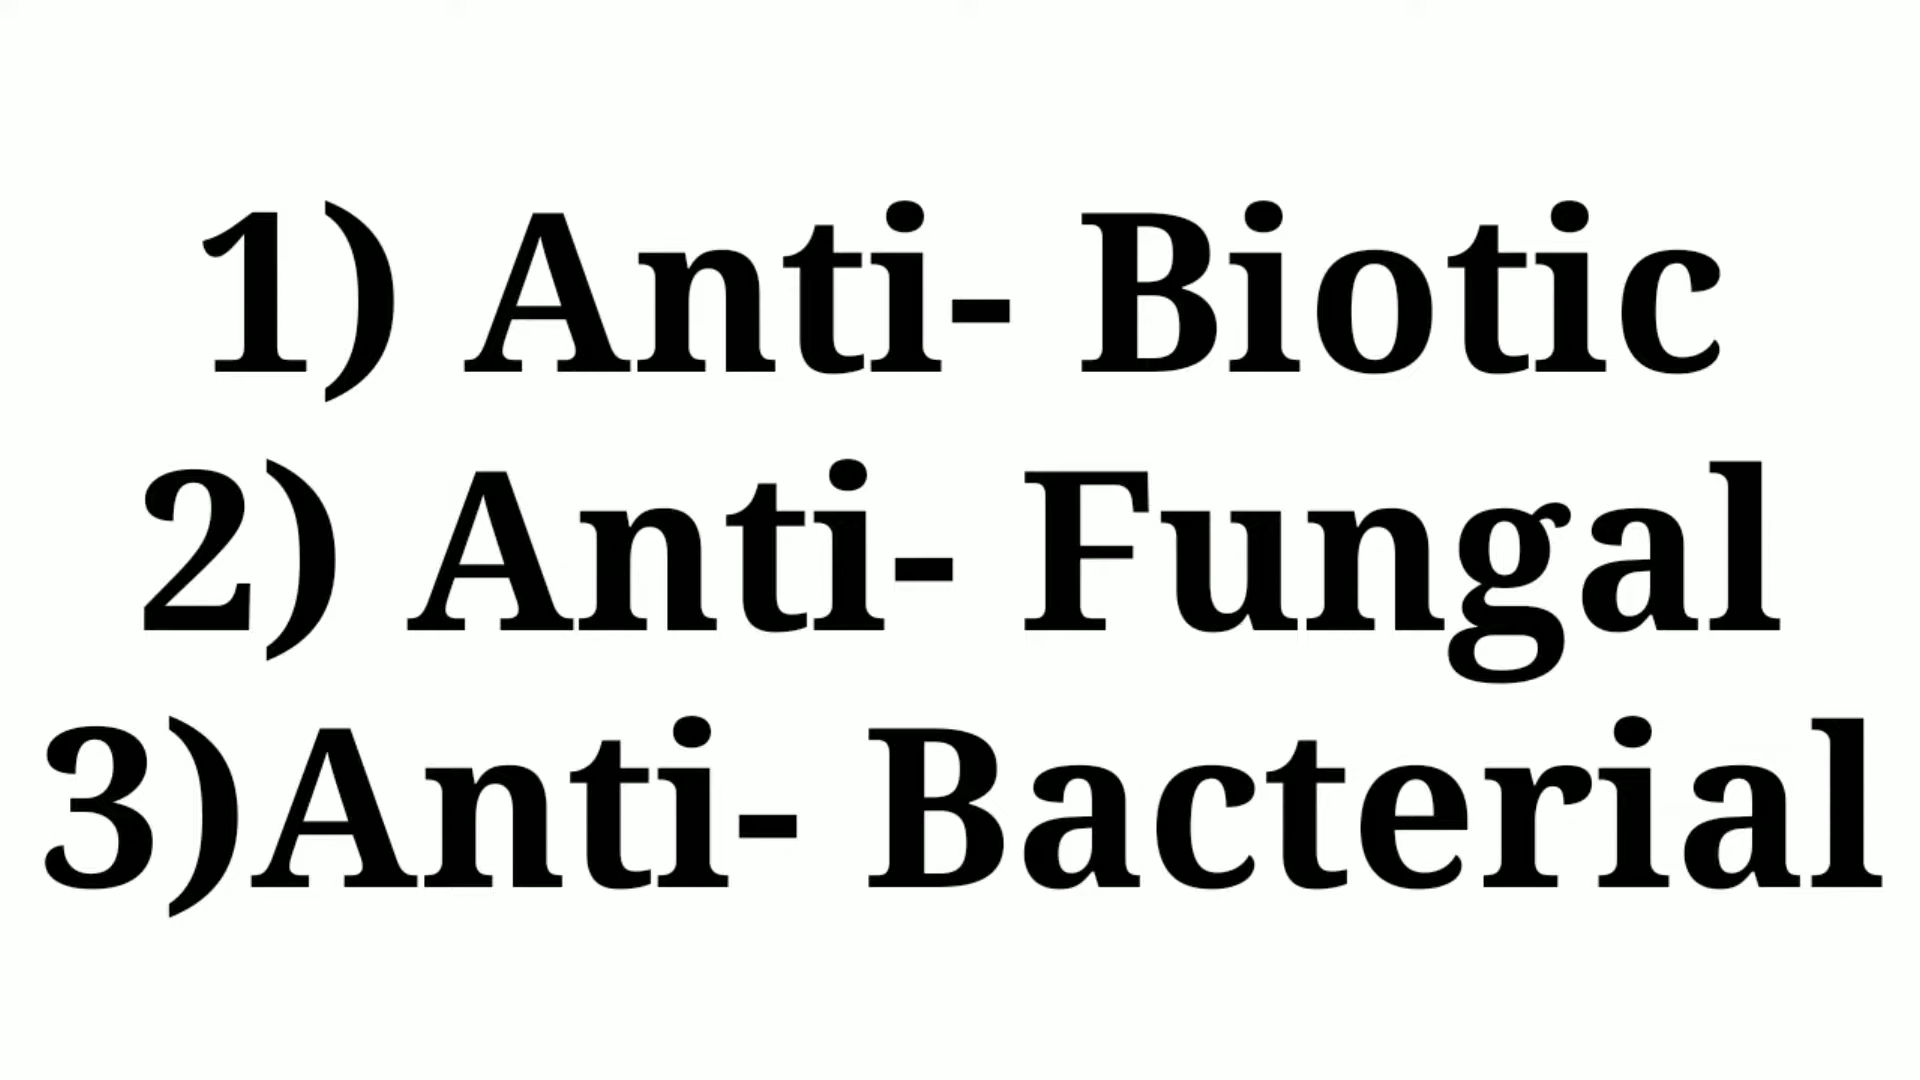 1) Anti- Biotic
2) Anti- Fungal
3)Anti- Bacterial